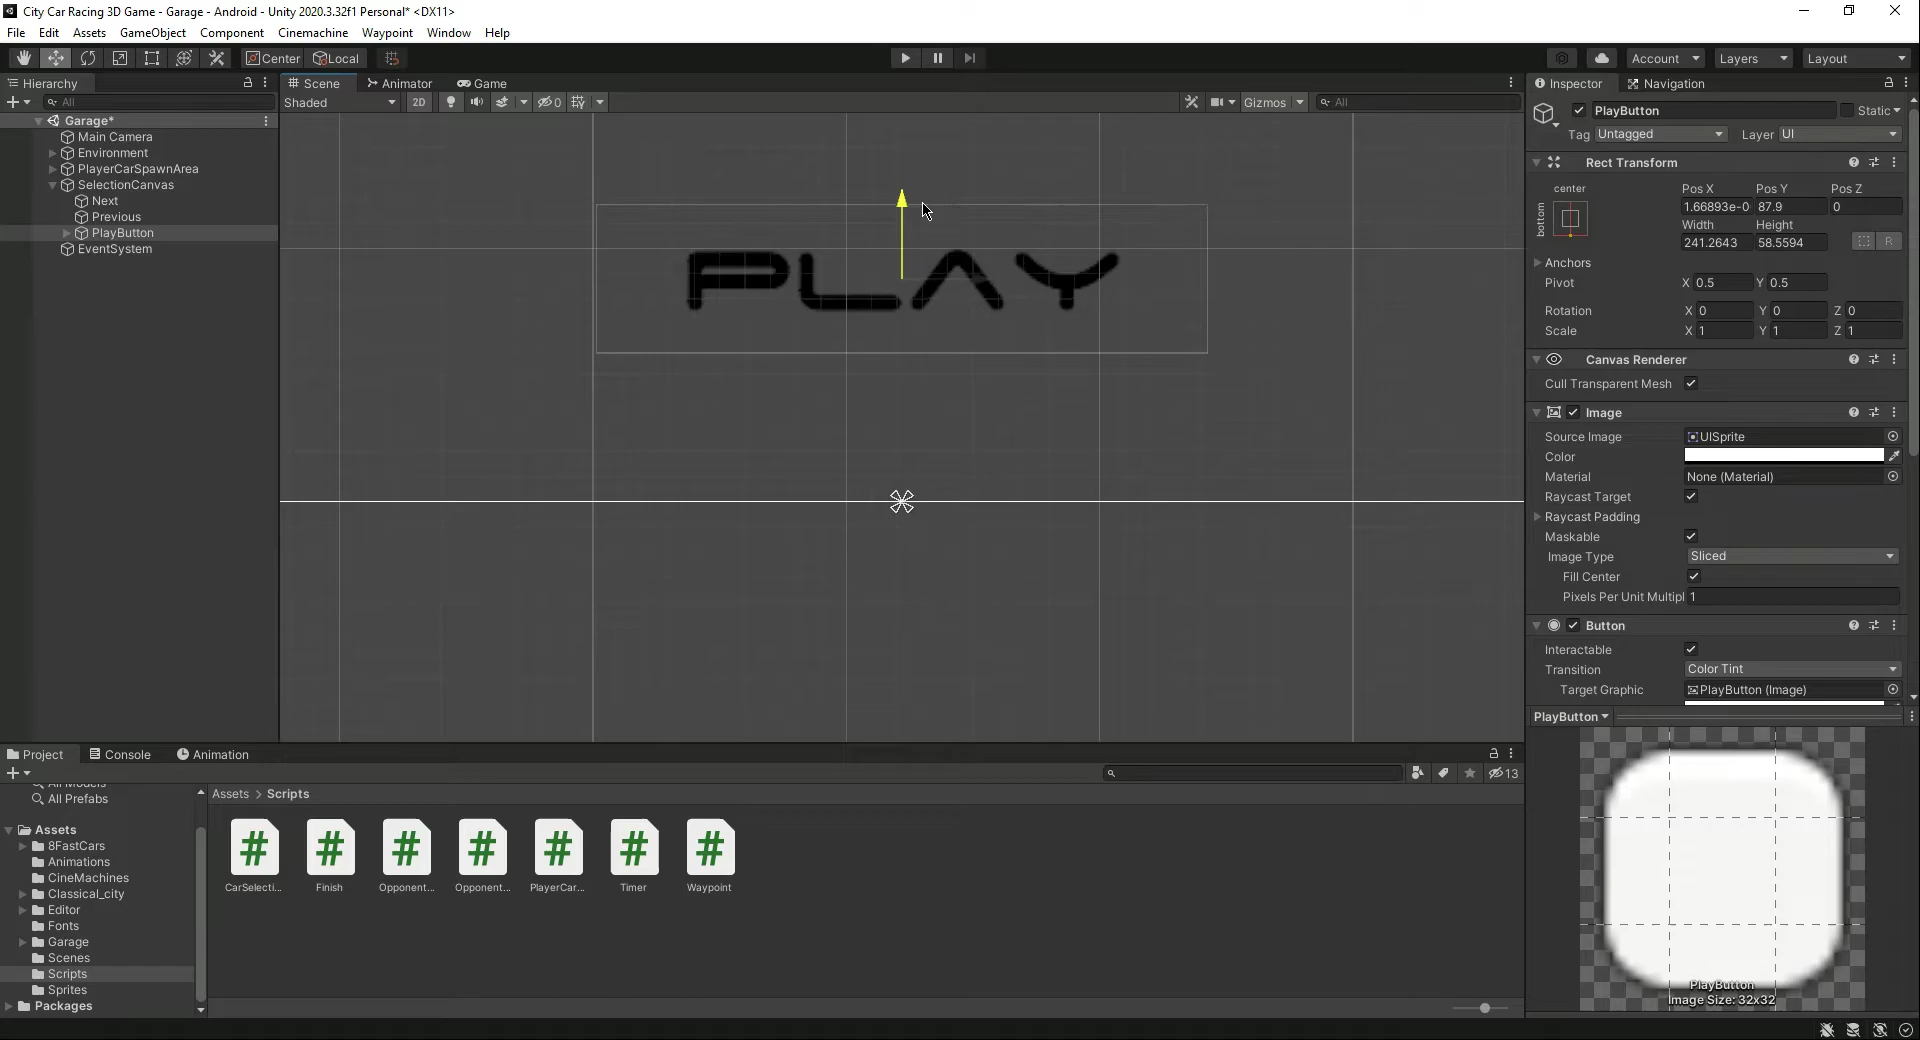 City Car Racing 3D Game - Garage - Android - Unity 2020.3.32f1 Personal* <DX11>
File Edit Assets GameObject Component Cinemachine Waypoint Window Help
Center Local Account Layers Layout
Hierarchy
All
Garage*
Main Camera
Environment
PlayerCarSpawnArea
SelectionCanvas
Next
Previous
PlayButton
EventSystem
Scene Animator Game
Shaded 2D 0 Gizmos All
PLAY
Inspector Navigation
PlayButton Static
Tag Untagged Layer UI
Rect Transform
center Pos X Pos Y Pos Z
bottom 1.66893e-0 87.9 0
Width Height
241.2643 58.5594 R
Anchors
Pivot X 0.5 Y 0.5
Rotation X 0 Y 0 Z 0
Scale X 1 Y 1 Z 1
Canvas Renderer
Cull Transparent Mesh
Image
Source Image UISprite
Color
Material None (Material)
Raycast Target
Raycast Padding
Maskable
Image Type Sliced
Fill Center
Pixels Per Unit Multipl 1
Button
Interactable
Transition Color Tint
Target Graphic PlayButton (Image)
PlayButton
PlayButton
Image Size: 32x32
Project Console Animation
13
All Models
All Prefabs
Assets
8FastCars
Animations
CineMachines
Classical_city
Editor
Fonts
Garage
Scenes
Scripts
Sprites
Packages
Assets > Scripts
# # # # # # #
CarSelecti... Finish Opponent... Opponent... PlayerCar... Timer Waypoint